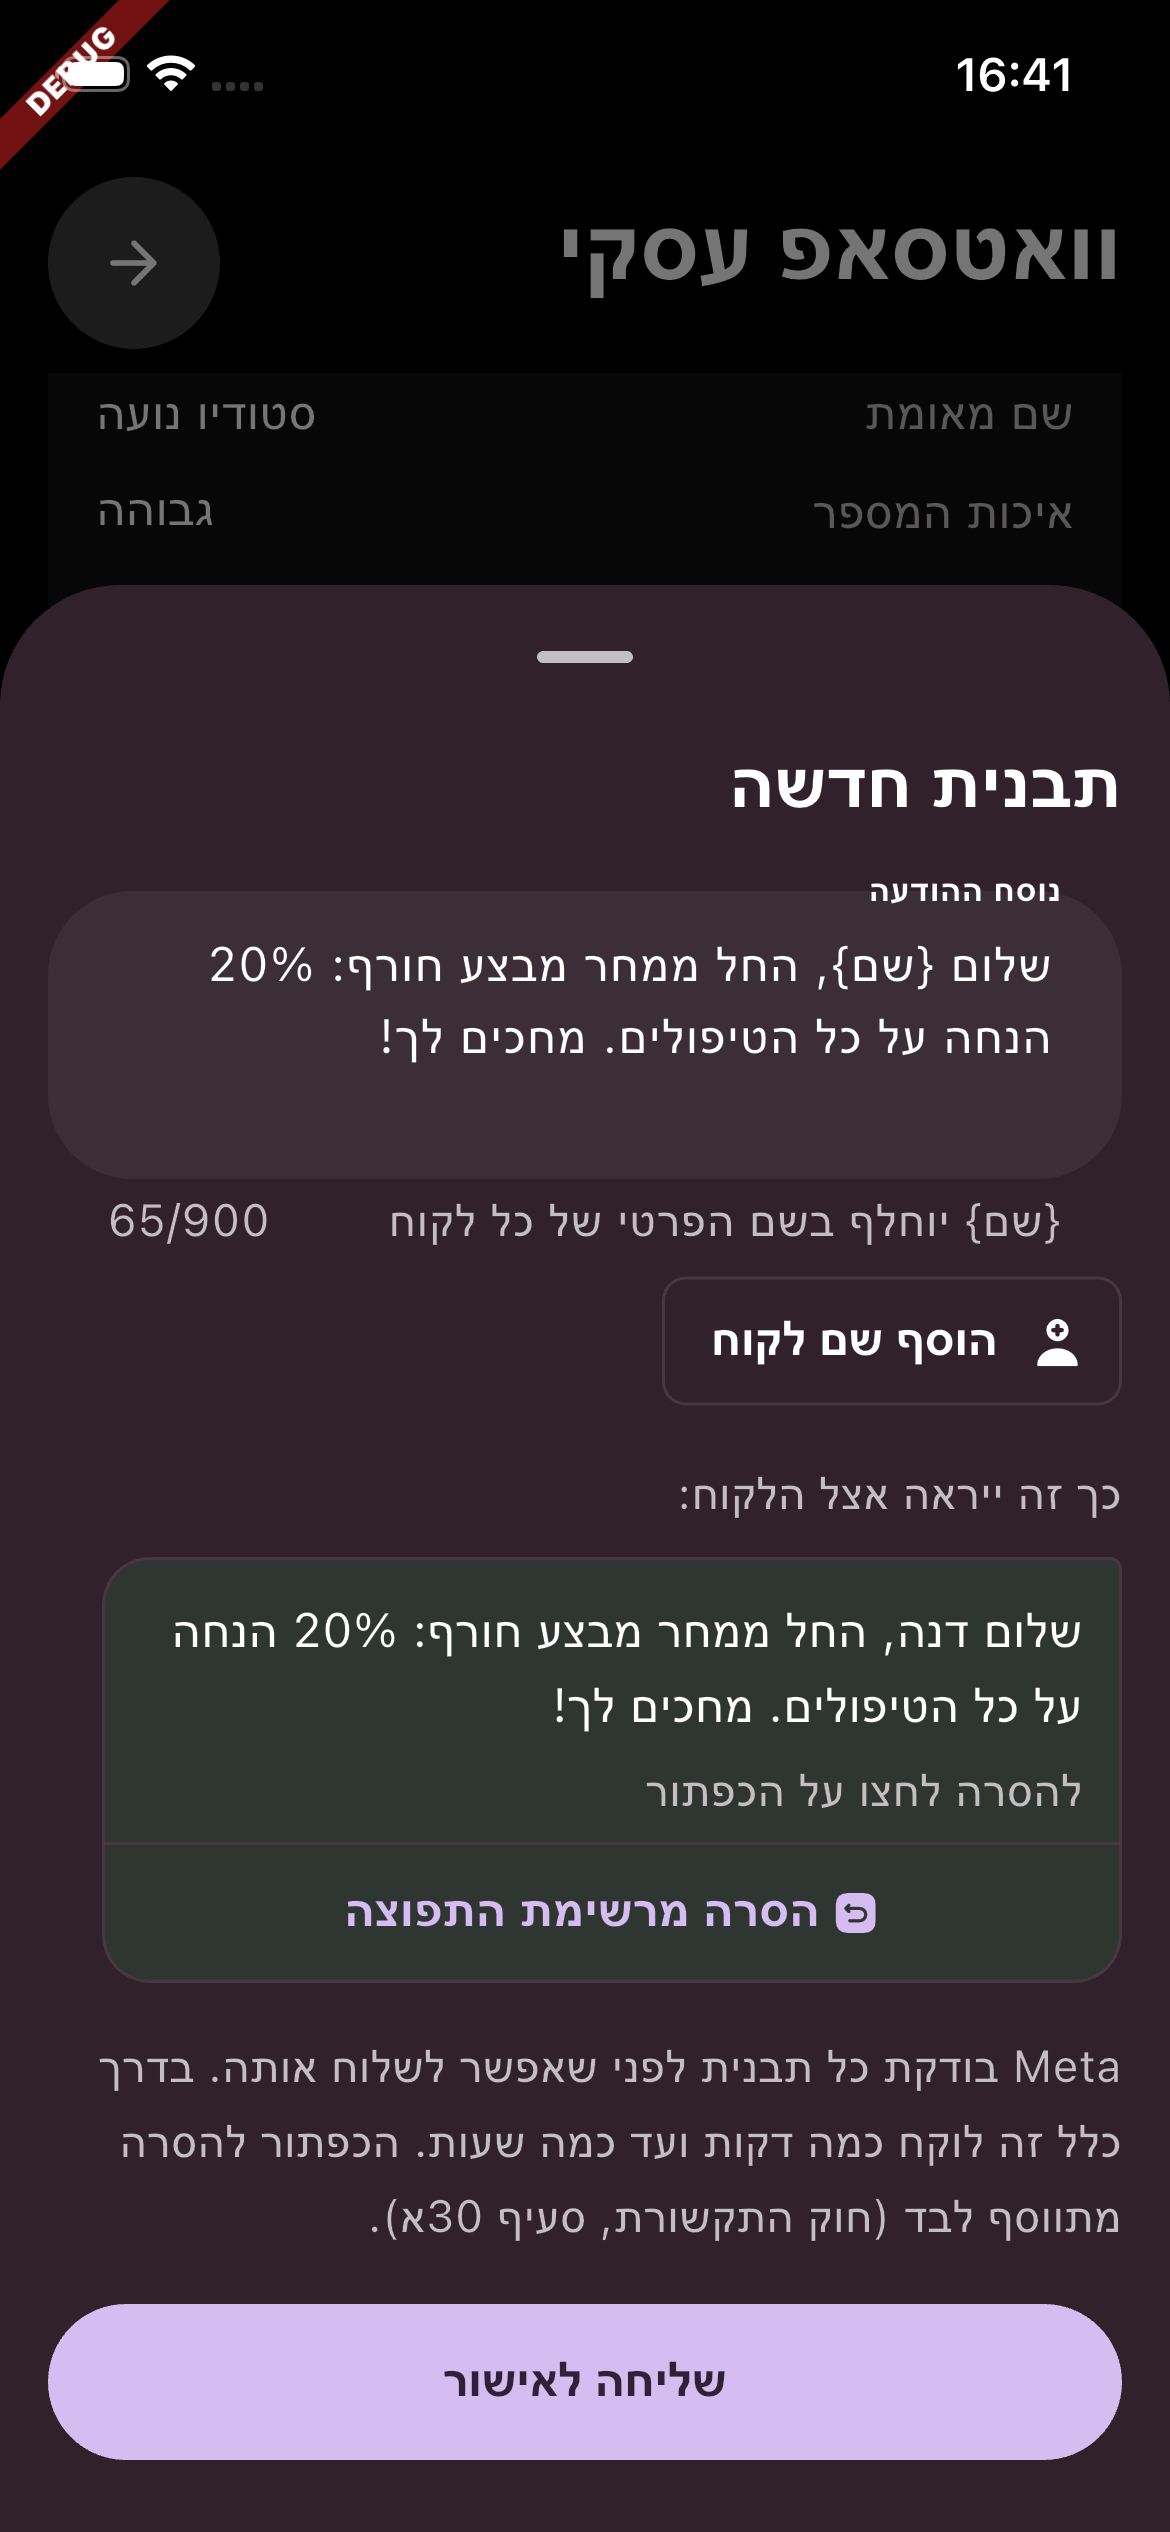 DEBUG
16:41
וואטסאפ עסקי
שם מאומת
סטודיו נועה
איכות המספר
גבוהה
תבנית חדשה
נוסח ההודעה
שלום {שם}, החל ממחר מבצע חורף: 20%
הנחה על כל הטיפולים. מחכים לך!
{שם} יוחלף בשם הפרטי של כל לקוח
65/900
הוסף שם לקוח
כך זה ייראה אצל הלקוח:
שלום דנה, החל ממחר מבצע חורף: 20% הנחה
על כל הטיפולים. מחכים לך!
להסרה לחצו על הכפתור
הסרה מרשימת התפוצה
Meta בודקת כל תבנית לפני שאפשר לשלוח אותה. בדרך
כלל זה לוקח כמה דקות ועד כמה שעות. הכפתור להסרה
מתווסף לבד (חוק התקשורת, סעיף 30א).
שליחה לאישור